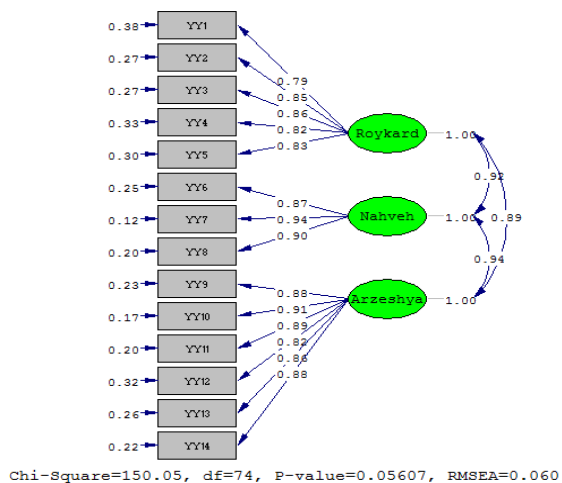 0.38 YY1
0.27 YY2
0.27 YY3
0.33 YY4
0.30 YY5
0.25 YY6
0.12 YY7
0.20 YY8
0.23 YY9
0.17 YY10
0.20 YY11
0.32 YY12
0.26 YY13
0.22 YY14
0.79
0.85
0.86
0.82
0.83
0.87
0.94
0.90
0.88
0.91
0.89
0.82
0.86
0.88
Roykard 1.00
Nahveh 1.00
Arzeshya 1.00
0.92
0.89
0.94
Chi-Square=150.05, df=74, P-value=0.05607, RMSEA=0.060